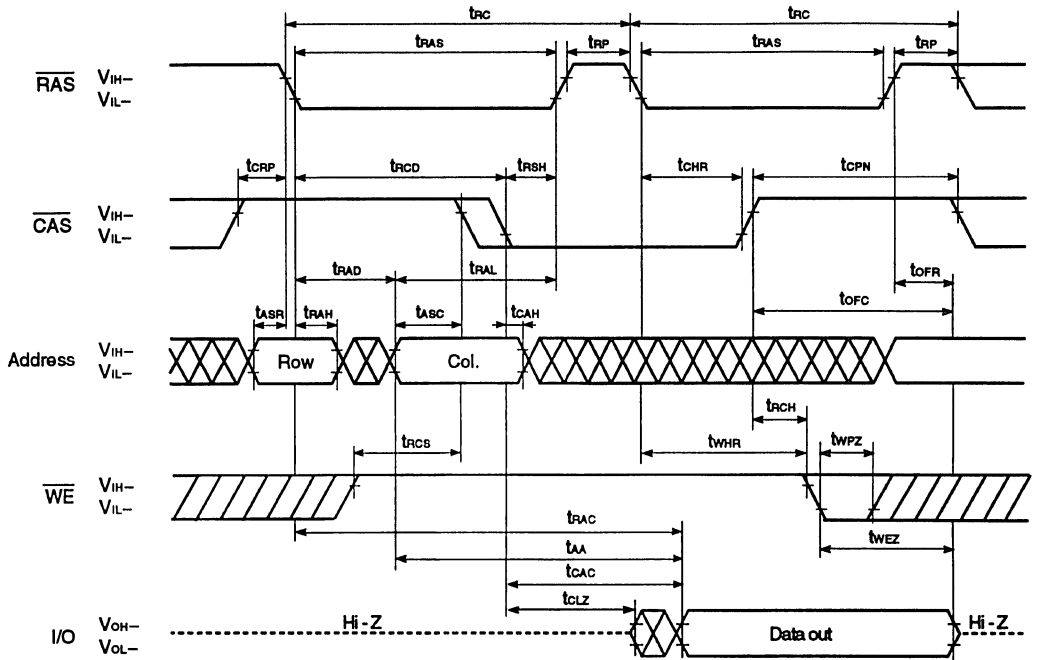 tRC tRC
tRAS tRP tRAS tRP
RAS VIH–
VIL–
tCRP tRCD tRSH tCHR tCPN
CAS VIH–
VIL–
tRAD tRAL tOFR
tOFC
tASR tRAH tASC tCAH
Address VIH–
VIL–
Row Col.
tRCH
tRCS tWHR tWPZ
WE VIH–
VIL–
tRAC
tWEZ
tAA
tCAC
tCLZ
I/O VOH–
VOL–
Hi - Z Data out Hi - Z